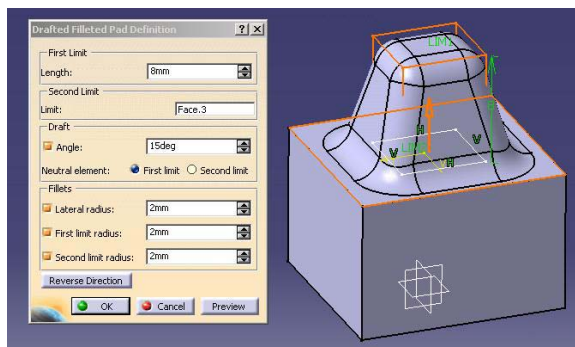 Drafted Filleted Pad Definition
First Limit
Length: 8mm
Second Limit
Limit: Face.3
Draft
Angle: 15deg
Neutral element: First limit Second limit
Fillets
Lateral radius: 2mm
First limit radius: 2mm
Second limit radius: 2mm
Reverse Direction
OK Cancel Preview
H
V
V
H